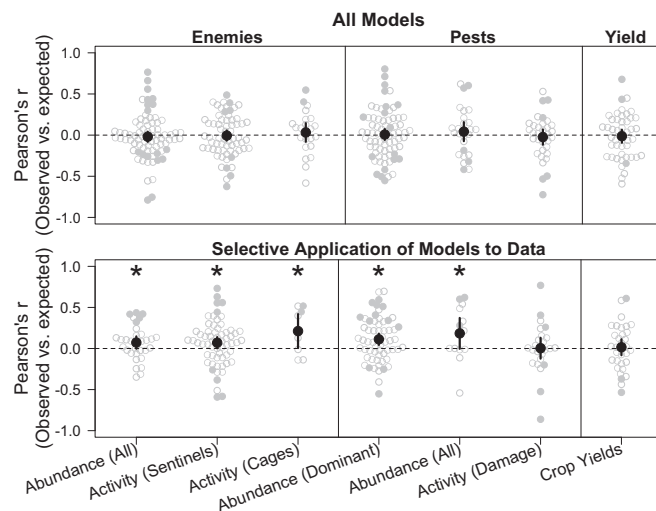 All Models
Enemies Pests Yield
1.0
0.5
0.0
-0.5
-1.0
Pearson's r
(Observed vs. expected)
Selective Application of Models to Data
* * * * *
1.0
0.5
0.0
-0.5
-1.0
Pearson's r
(Observed vs. expected)
Abundance (All)
Activity (Sentinels)
Activity (Cages)
Abundance (Dominant)
Abundance (All)
Activity (Damage)
Crop Yields